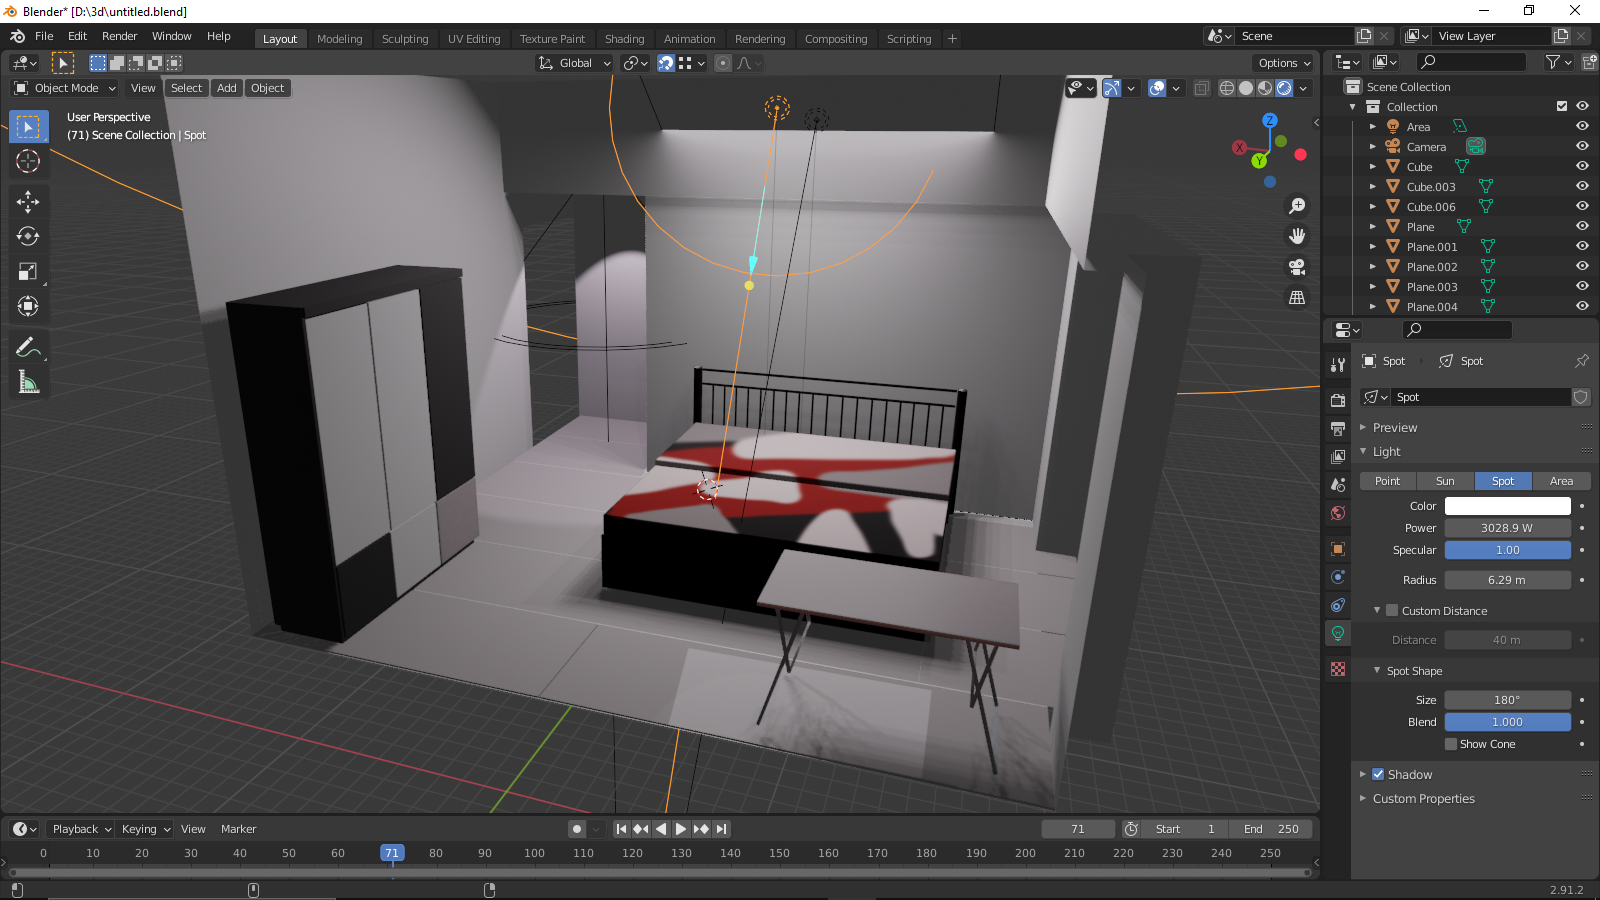 Blender* [D:\3d\untitled.blend]
File Edit Render Window Help
Layout Modeling Sculpting UV Editing Texture Paint Shading Animation Rendering Compositing Scripting +
Scene
View Layer
Global
Options
Object Mode View Select Add Object
User Perspective
(71) Scene Collection | Spot
Z
X
Y
Scene Collection
Collection
Area
Camera
Cube
Cube.003
Cube.006
Plane
Plane.001
Plane.002
Plane.003
Plane.004
Spot Spot
Spot
Preview
Light
Point Sun Spot Area
Color
Power 3028.9 W
Specular 1.00
Radius 6.29 m
Custom Distance
Distance 40 m
Spot Shape
Size 180°
Blend 1.000
Show Cone
Shadow
Custom Properties
Playback Keying View Marker
71
Start 1
End 250
0 10 20 30 40 50 60 71 80 90 100 110 120 130 140 150 160 170 180 190 200 210 220 230 240 250
2.91.2